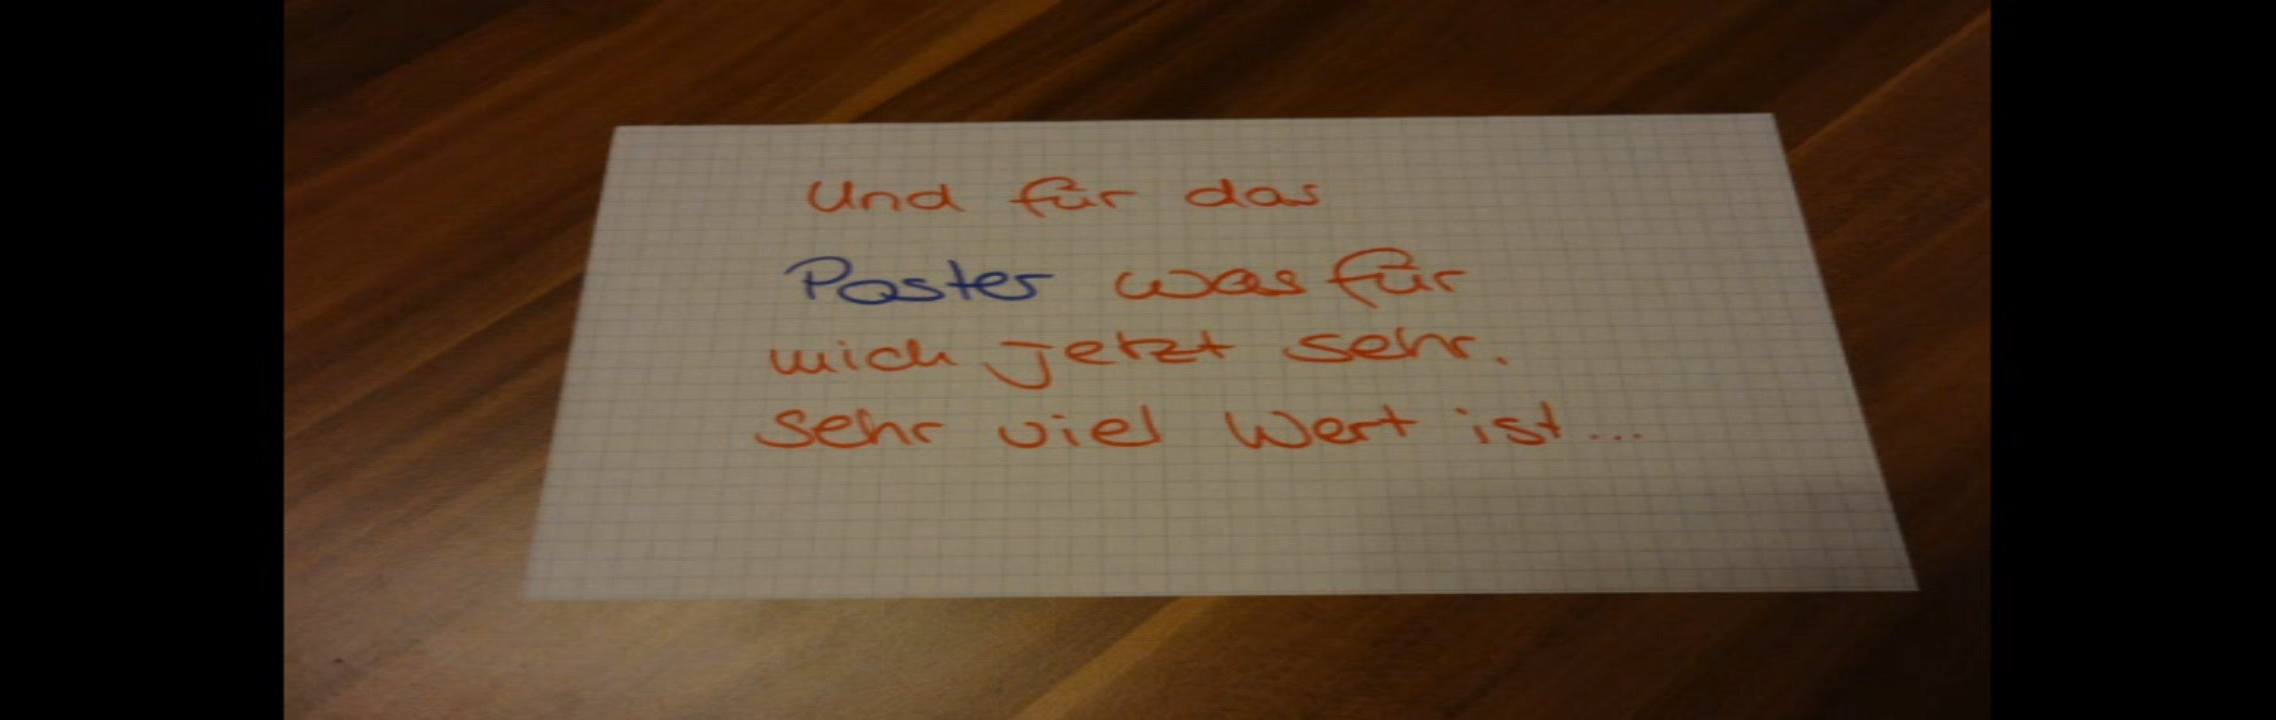 Und für das
Poster was für
mich jetzt sehr.
sehr viel Wert ist...